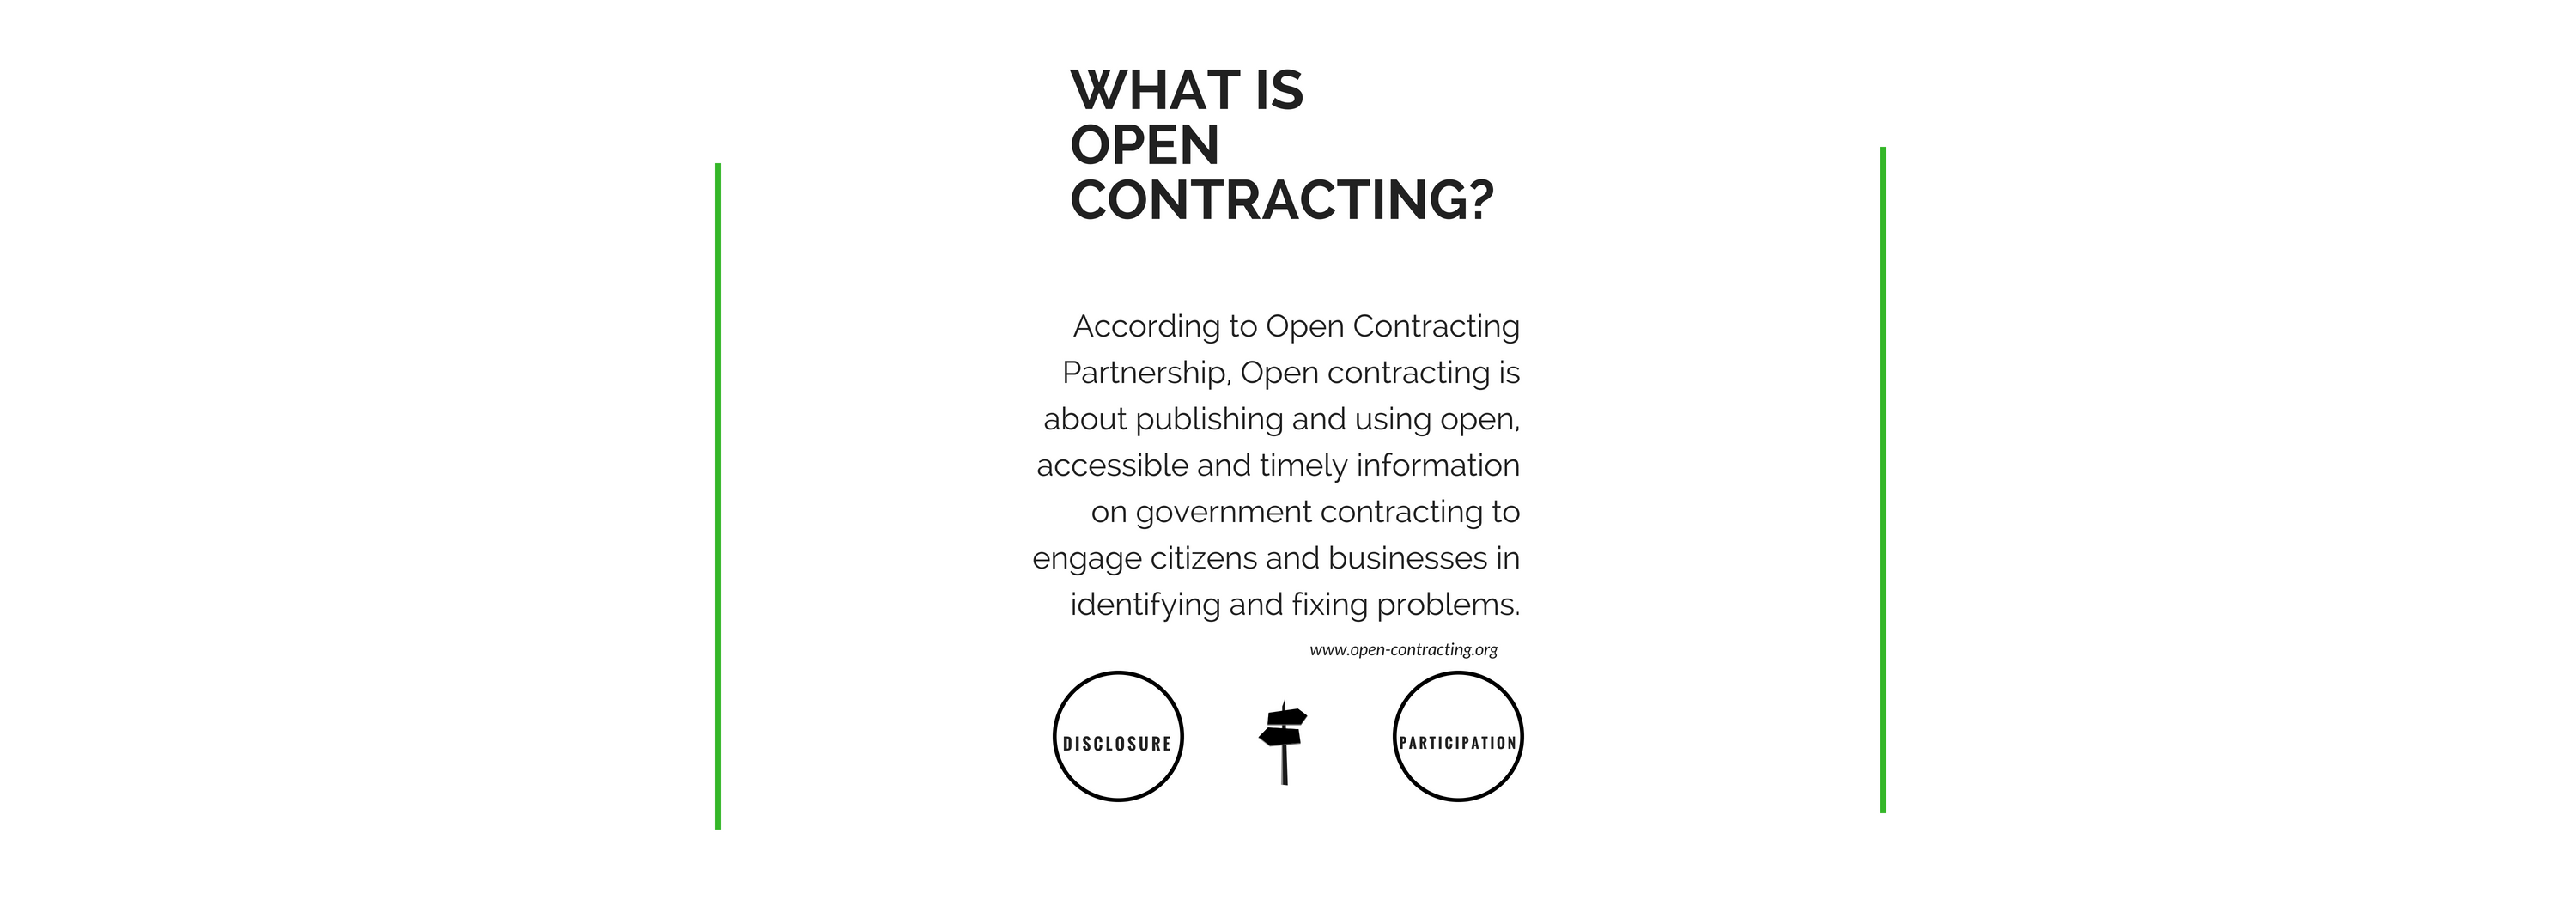 WHAT IS
OPEN
CONTRACTING?
According to Open Contracting
Partnership, Open contracting is
about publishing and using open,
accessible and timely information
on government contracting to
engage citizens and businesses in
identifying and fixing problems.
www.open-contracting.org
DISCLOSURE
PARTICIPATION